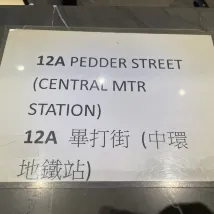 12A PEDDER STREET
(CENTRAL MTR
STATION)
12A 畢打街 (中環
地鐵站)